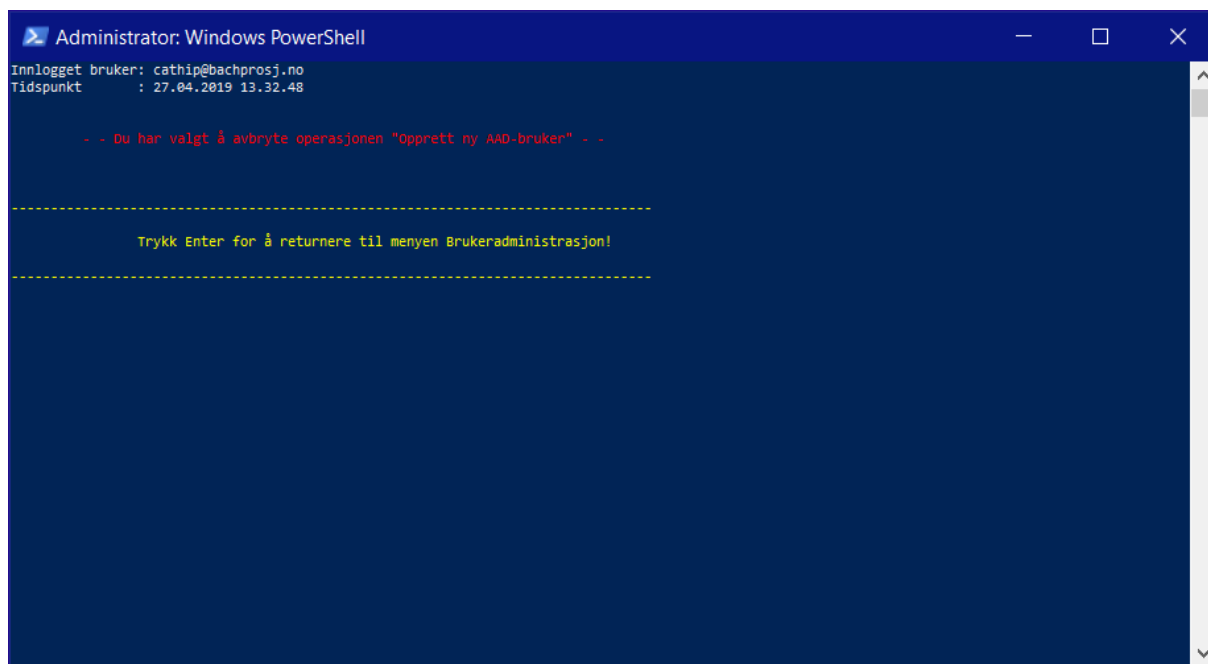 Administrator: Windows PowerShell
Innlogget bruker: cathip@bachprosj.no
Tidspunkt : 27.04.2019 13.32.48
- - Du har valgt å avbryte operasjonen "Opprett ny AAD-bruker" - -
--------------------------------------------------------------------------------
Trykk Enter for å returnere til menyen Brukeradministrasjon!
--------------------------------------------------------------------------------